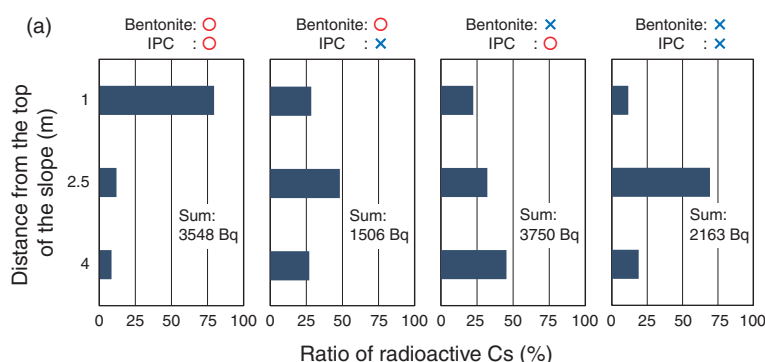 (a)
Bentonite: ○
IPC : ○
Bentonite: ○
IPC : ×
Bentonite: ×
IPC : ○
Bentonite: ×
IPC : ×
Distance from the top
of the slope (m)
1
2.5
4
Sum:
3548 Bq
Sum:
1506 Bq
Sum:
3750 Bq
Sum:
2163 Bq
0 25 50 75 100
0 25 50 75 100
0 25 50 75 100
0 25 50 75 100
Ratio of radioactive Cs (%)